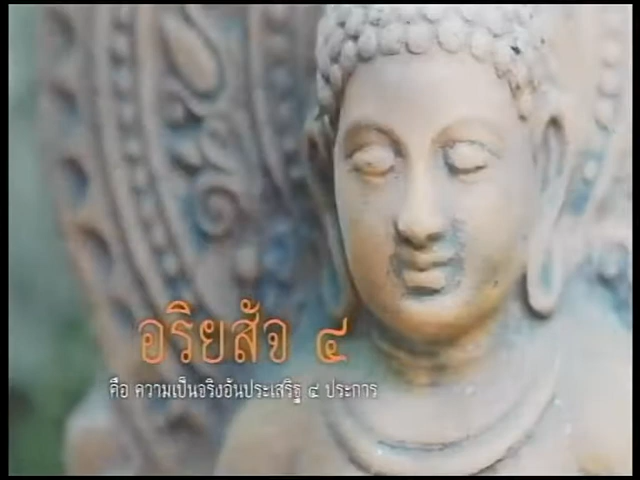 อริยสัจ ๔
คือ ความเป็นจริงอันประเสริฐ ๔ ประการ